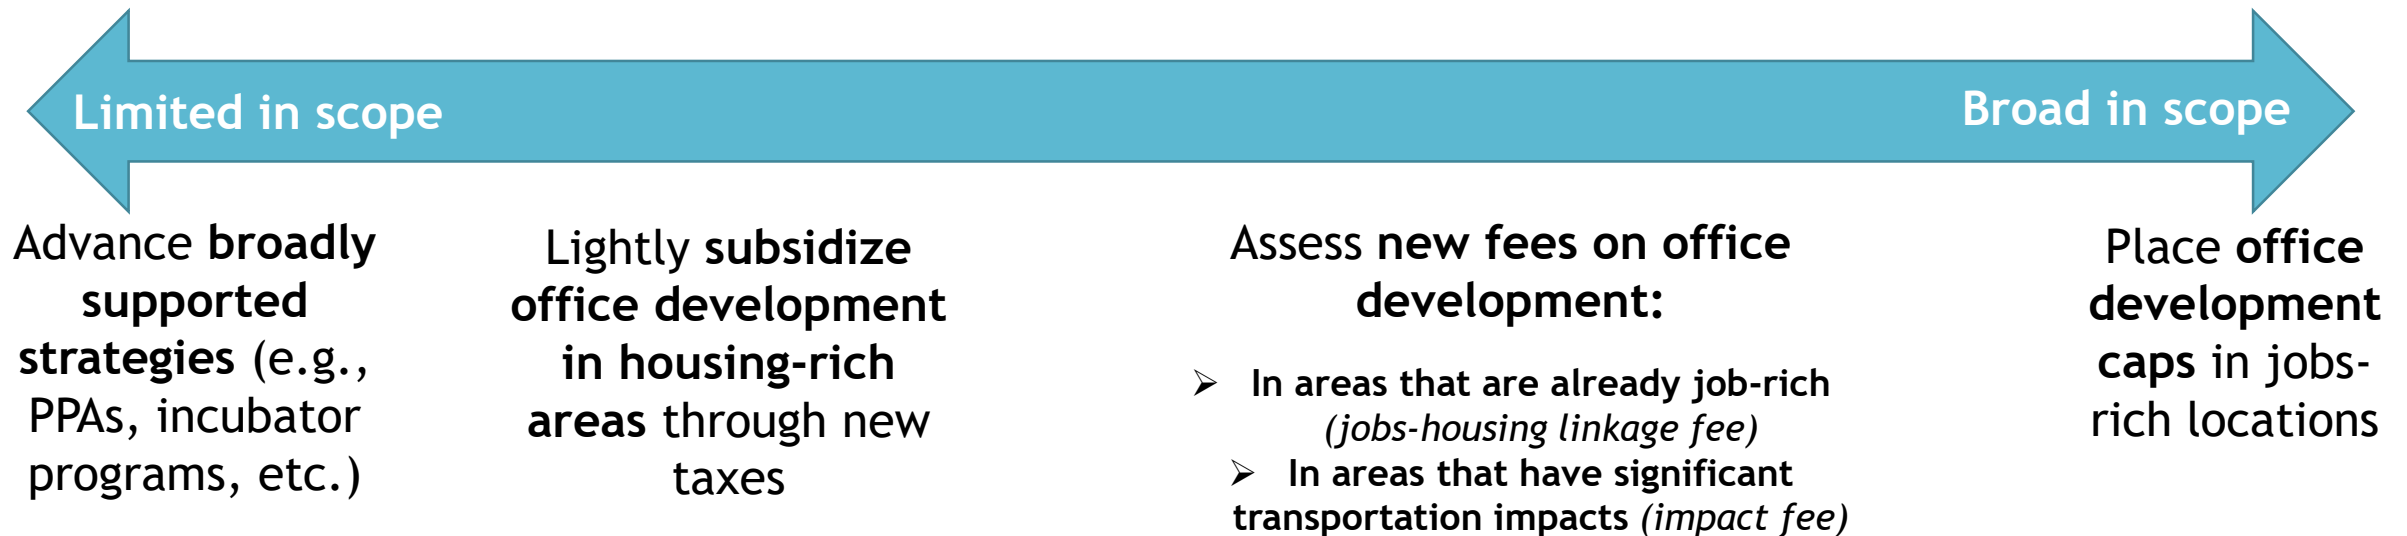 Limited in scope
Broad in scope
Advance broadly
supported
strategies (e.g.,
PPAs, incubator
programs, etc.)
Lightly subsidize
office development
in housing-rich
areas through new
taxes
Assess new fees on office
development:
➢ In areas that are already job-rich
(jobs-housing linkage fee)
➢ In areas that have significant
transportation impacts (impact fee)
Place office
development
caps in jobs-
rich locations